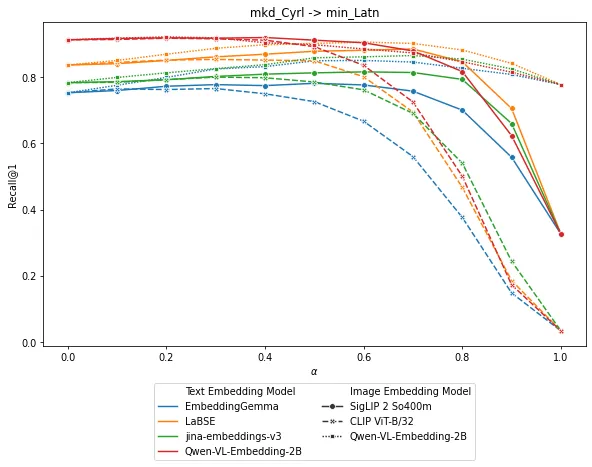 mkd_Cyrl -> min_Latn
Recall@1
0.8
0.6
0.4
0.2
0.0
0.0 0.2 0.4 0.6 0.8 1.0
α
Text Embedding Model Image Embedding Model
EmbeddingGemma SigLIP 2 So400m
LaBSE CLIP ViT-B/32
jina-embeddings-v3 Qwen-VL-Embedding-2B
Qwen-VL-Embedding-2B